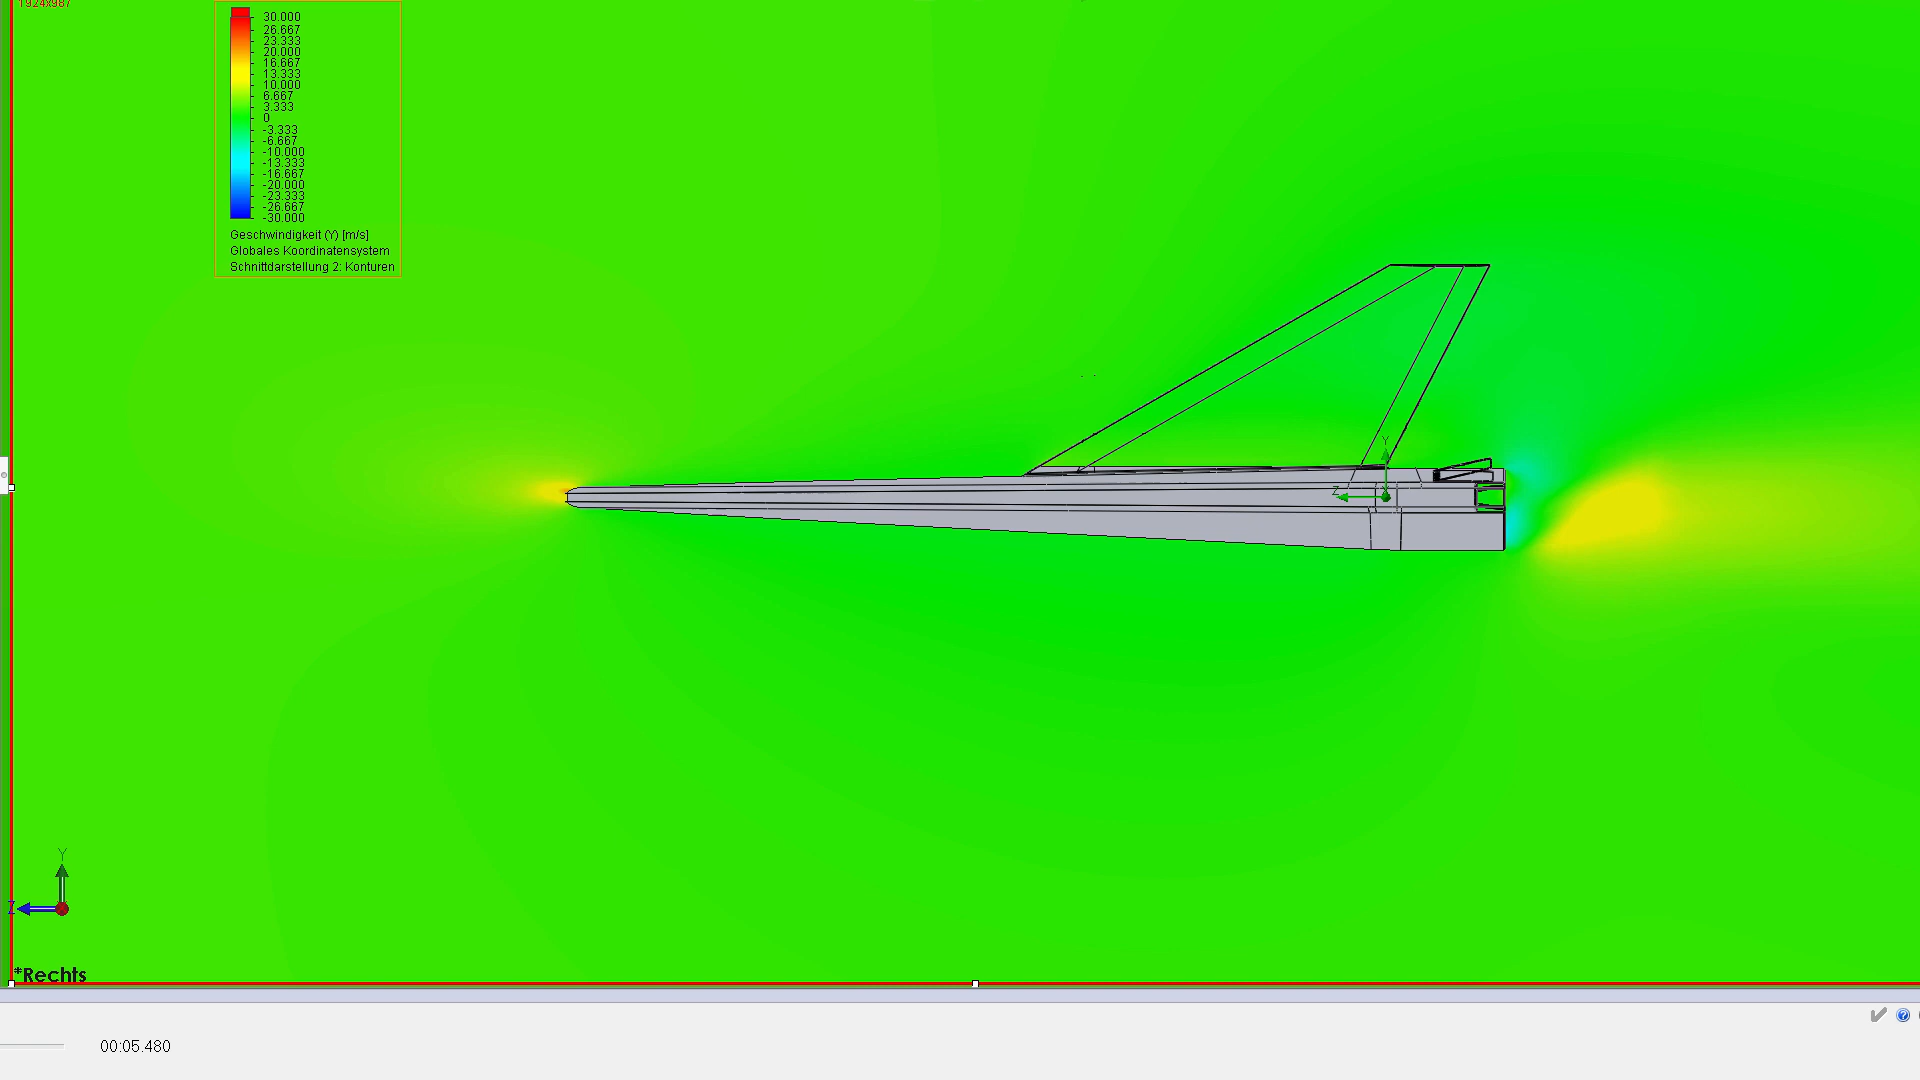 1924x987
30.000
26.667
23.333
20.000
16.667
13.333
10.000
6.667
3.333
0
-3.333
-6.667
-10.000
-13.333
-16.667
-20.000
-23.333
-26.667
-30.000
Geschwindigkeit (Y) [m/s]
Globales Koordinatensystem
Schnittdarstellung 2: Konturen
Y
Z
Y
Z
*Rechts
00:05.480